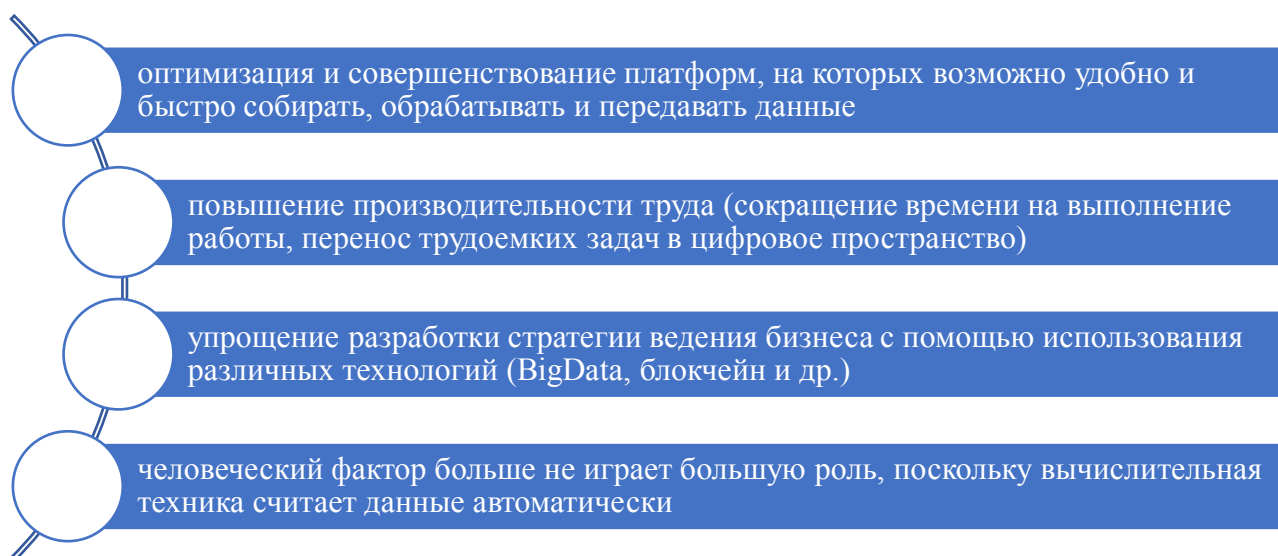 оптимизация и совершенствование платформ, на которых возможно удобно и
быстро собирать, обрабатывать и передавать данные
повышение производительности труда (сокращение времени на выполнение
работы, перенос трудоемких задач в цифровое пространство)
упрощение разработки стратегии ведения бизнеса с помощью использования
различных технологий (BigData, блокчейн и др.)
человеческий фактор больше не играет большую роль, поскольку вычислительная
техника считает данные автоматически